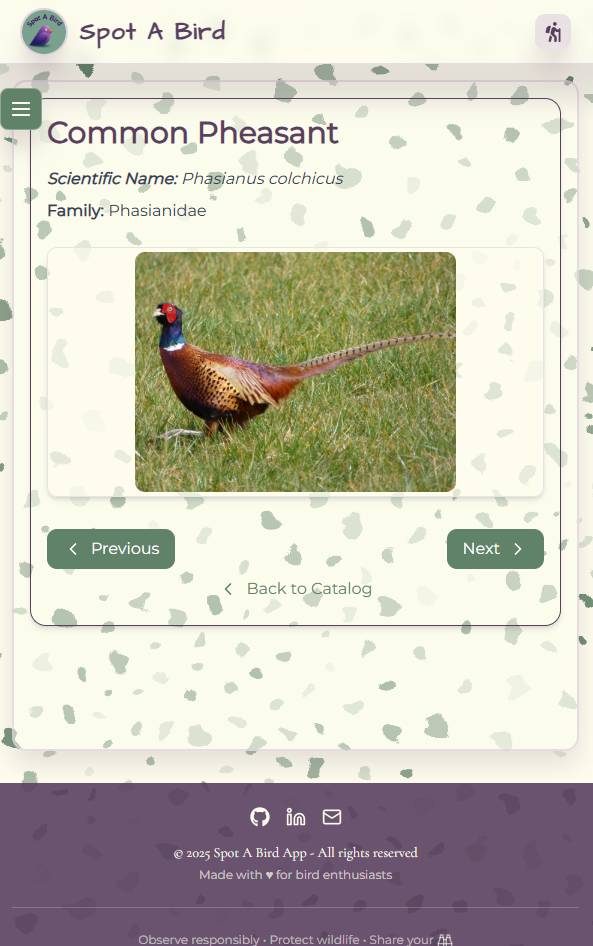 Spot A Bird
Spot A Bird
Common Pheasant
Scientific Name: Phasianus colchicus
Family: Phasianidae
Previous
Next
Back to Catalog
© 2025 Spot A Bird App - All rights reserved
Made with ♥ for bird enthusiasts
Observe responsibly • Protect wildlife • Share your